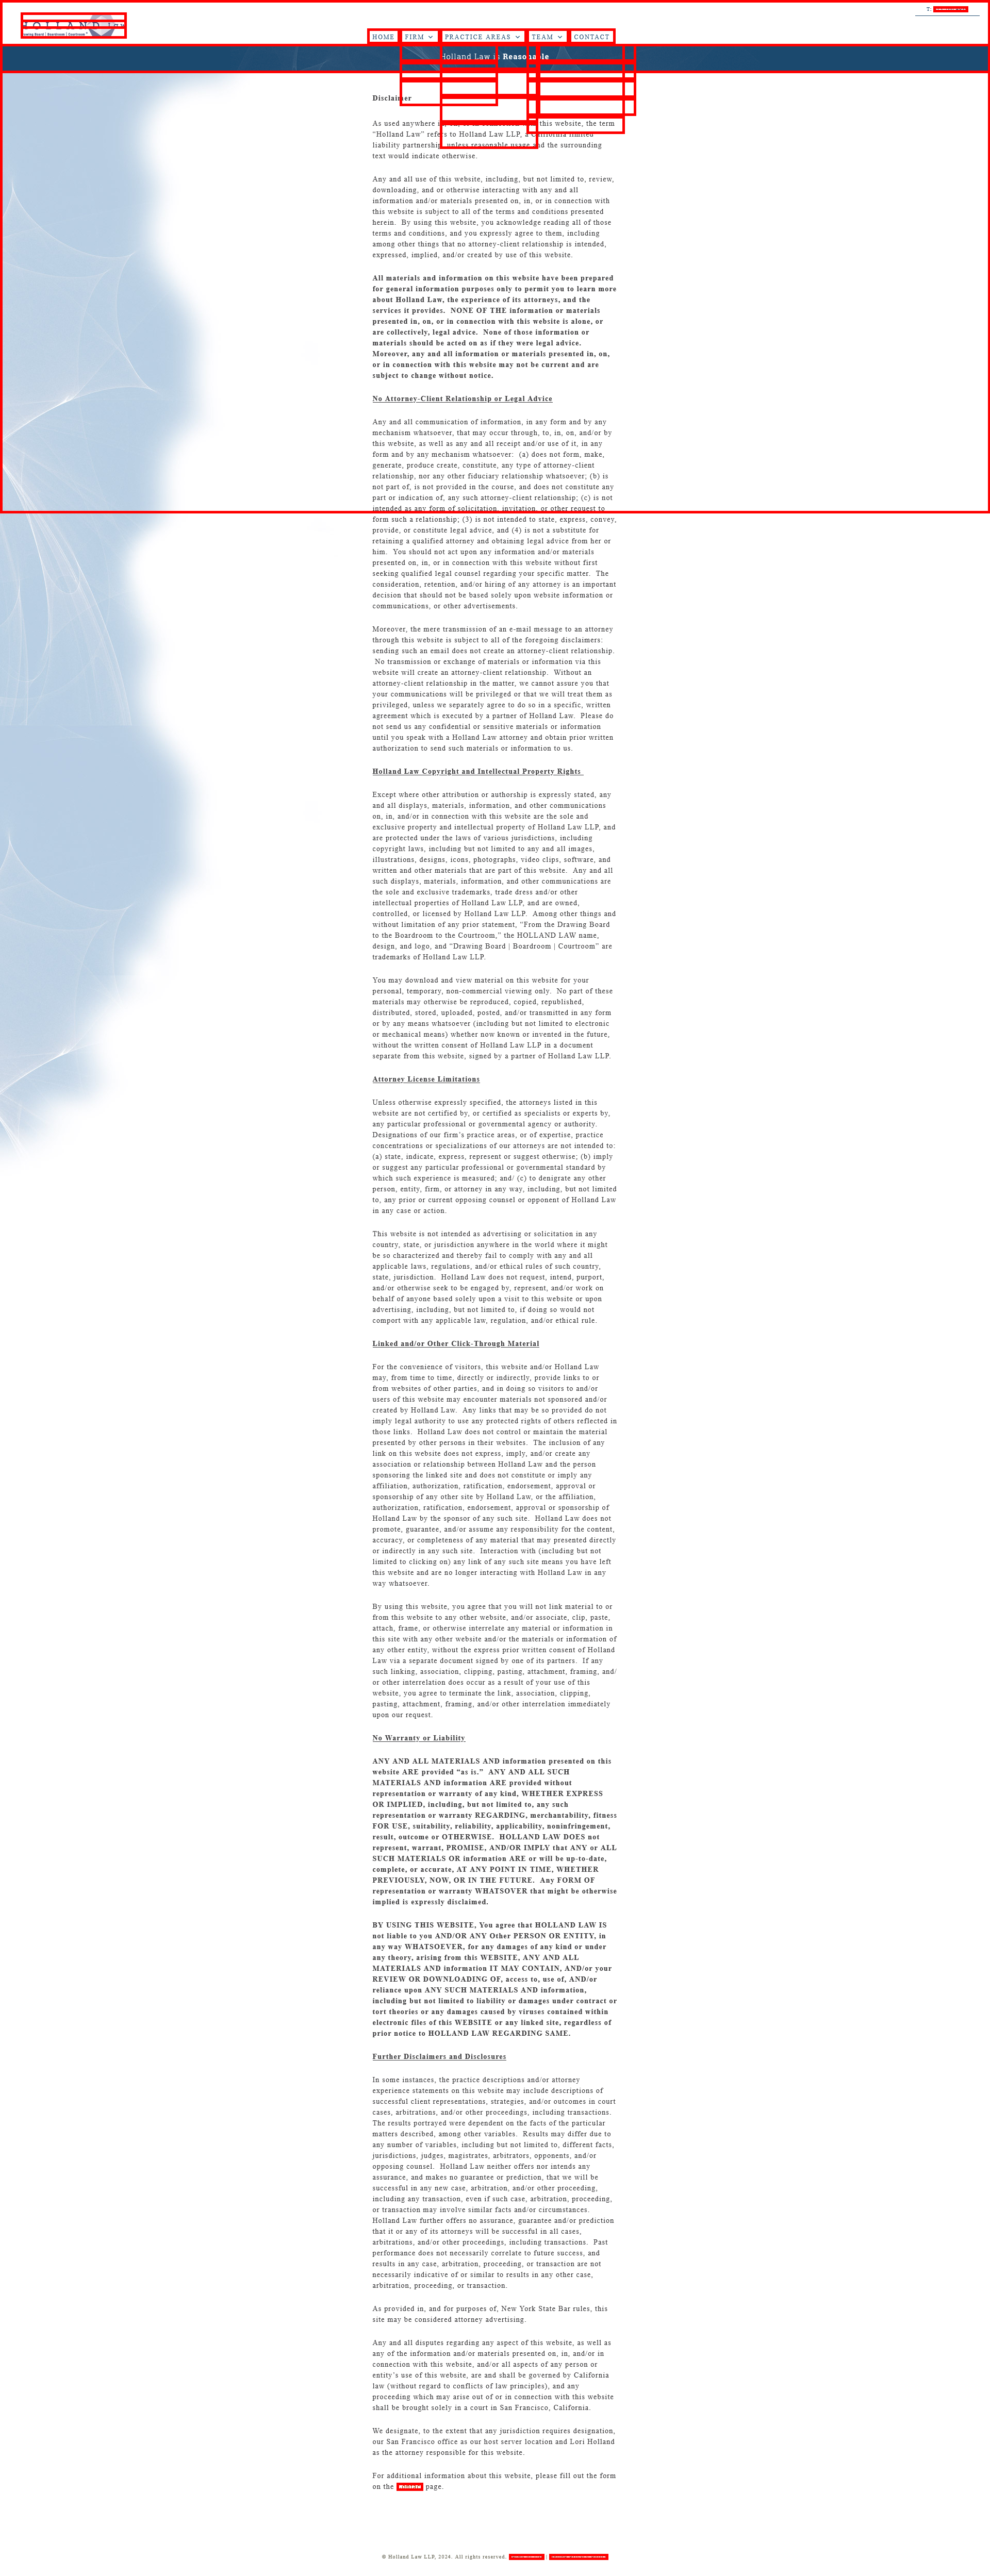 T:
HOLLAND
Drawing Board | Boardroom | Courtroom
HOME FIRM PRACTICE AREAS TEAM CONTACT
Holland Law is Reasonable
Disclaimer
As used anywhere this website, the term
“Holland Law” refers to Holland Law LLP, a California limited
liability partnership, unless reasonable usage and the surrounding
text would indicate otherwise.
Any and all use of this website, including, but not limited to, review,
downloading, and or otherwise interacting with any and all
information and/or materials presented on, in, or in connection with
this website is subject to all of the terms and conditions presented
herein. By using this website, you acknowledge reading all of those
terms and conditions, and you expressly agree to them, including
among other things that no attorney-client relationship is intended,
expressed, implied, and/or created by use of this website.
All materials and information on this website have been prepared
for general information purposes only to permit you to learn more
about Holland Law, the experience of its attorneys, and the
services it provides. NONE OF THE information or materials
presented in, on, or in connection with this website is alone, or
are collectively, legal advice. None of those information or
materials should be acted on as if they were legal advice.
Moreover, any and all information or materials presented in, on,
or in connection with this website may not be current and are
subject to change without notice.
No Attorney-Client Relationship or Legal Advice
Any and all communication of information, in any form and by any
mechanism whatsoever, that may occur through, to, in, on, and/or by
this website, as well as any and all receipt and/or use of it, in any
form and by any mechanism whatsoever: (a) does not form, make,
generate, produce create, constitute, any type of attorney-client
relationship, nor any other fiduciary relationship whatsoever; (b) is
not part of, is not provided in the course, and does not constitute any
part or indication of, any such attorney-client relationship; (c) is not
intended as any form of solicitation, invitation, or other request to
form such a relationship; (3) is not intended to state, express, convey,
provide, or constitute legal advice, and (4) is not a substitute for
retaining a qualified attorney and obtaining legal advice from her or
him. You should not act upon any information and/or materials
presented on, in, or in connection with this website without first
seeking qualified legal counsel regarding your specific matter. The
consideration, retention, and/or hiring of any attorney is an important
decision that should not be based solely upon website information or
communications, or other advertisements.
Moreover, the mere transmission of an e-mail message to an attorney
through this website is subject to all of the foregoing disclaimers:
sending such an email does not create an attorney-client relationship.
No transmission or exchange of materials or information via this
website will create an attorney-client relationship. Without an
attorney-client relationship in the matter, we cannot assure you that
your communications will be privileged or that we will treat them as
privileged, unless we separately agree to do so in a specific, written
agreement which is executed by a partner of Holland Law. Please do
not send us any confidential or sensitive materials or information
until you speak with a Holland Law attorney and obtain prior written
authorization to send such materials or information to us.
Holland Law Copyright and Intellectual Property Rights
Except where other attribution or authorship is expressly stated, any
and all displays, materials, information, and other communications
on, in, and/or in connection with this website are the sole and
exclusive property and intellectual property of Holland Law LLP, and
are protected under the laws of various jurisdictions, including
copyright laws, including but not limited to any and all images,
illustrations, designs, icons, photographs, video clips, software, and
written and other materials that are part of this website. Any and all
such displays, materials, information, and other communications are
the sole and exclusive trademarks, trade dress and/or other
intellectual properties of Holland Law LLP, and are owned,
controlled, or licensed by Holland Law LLP. Among other things and
without limitation of any prior statement, “From the Drawing Board
to the Boardroom to the Courtroom,” the HOLLAND LAW name,
design, and logo, and “Drawing Board | Boardroom | Courtroom” are
trademarks of Holland Law LLP.
You may download and view material on this website for your
personal, temporary, non-commercial viewing only. No part of these
materials may otherwise be reproduced, copied, republished,
distributed, stored, uploaded, posted, and/or transmitted in any form
or by any means whatsoever (including but not limited to electronic
or mechanical means) whether now known or invented in the future,
without the written consent of Holland Law LLP in a document
separate from this website, signed by a partner of Holland Law LLP.
Attorney License Limitations
Unless otherwise expressly specified, the attorneys listed in this
website are not certified by, or certified as specialists or experts by,
any particular professional or governmental agency or authority.
Designations of our firm’s practice areas, or of expertise, practice
concentrations or specializations of our attorneys are not intended to:
(a) state, indicate, express, represent or suggest otherwise; (b) imply
or suggest any particular professional or governmental standard by
which such experience is measured; and/ (c) to denigrate any other
person, entity, firm, or attorney in any way, including, but not limited
to, any prior or current opposing counsel or opponent of Holland Law
in any case or action.
This website is not intended as advertising or solicitation in any
country, state, or jurisdiction anywhere in the world where it might
be so characterized and thereby fail to comply with any and all
applicable laws, regulations, and/or ethical rules of such country,
state, jurisdiction. Holland Law does not request, intend, purport,
and/or otherwise seek to be engaged by, represent, and/or work on
behalf of anyone based solely upon a visit to this website or upon
advertising, including, but not limited to, if doing so would not
comport with any applicable law, regulation, and/or ethical rule.
Linked and/or Other Click-Through Material
For the convenience of visitors, this website and/or Holland Law
may, from time to time, directly or indirectly, provide links to or
from websites of other parties, and in doing so visitors to and/or
users of this website may encounter materials not sponsored and/or
created by Holland Law. Any links that may be so provided do not
imply legal authority to use any protected rights of others reflected in
those links. Holland Law does not control or maintain the material
presented by other persons in their websites. The inclusion of any
link on this website does not express, imply, and/or create any
association or relationship between Holland Law and the person
sponsoring the linked site and does not constitute or imply any
affiliation, authorization, ratification, endorsement, approval or
sponsorship of any other site by Holland Law, or the affiliation,
authorization, ratification, endorsement, approval or sponsorship of
Holland Law by the sponsor of any such site. Holland Law does not
promote, guarantee, and/or assume any responsibility for the content,
accuracy, or completeness of any material that may presented directly
or indirectly in any such site. Interaction with (including but not
limited to clicking on) any link of any such site means you have left
this website and are no longer interacting with Holland Law in any
way whatsoever.
By using this website, you agree that you will not link material to or
from this website to any other website, and/or associate, clip, paste,
attach, frame, or otherwise interrelate any material or information in
this site with any other website and/or the materials or information of
any other entity, without the express prior written consent of Holland
Law via a separate document signed by one of its partners. If any
such linking, association, clipping, pasting, attachment, framing, and/
or other interrelation does occur as a result of your use of this
website, you agree to terminate the link, association, clipping,
pasting, attachment, framing, and/or other interrelation immediately
upon our request.
No Warranty or Liability
ANY AND ALL MATERIALS AND information presented on this
website ARE provided “as is.” ANY AND ALL SUCH
MATERIALS AND information ARE provided without
representation or warranty of any kind, WHETHER EXPRESS
OR IMPLIED, including, but not limited to, any such
representation or warranty REGARDING, merchantability, fitness
FOR USE, suitability, reliability, applicability, noninfringement,
result, outcome or OTHERWISE. HOLLAND LAW DOES not
represent, warrant, PROMISE, AND/OR IMPLY that ANY or ALL
SUCH MATERIALS OR information ARE or will be up-to-date,
complete, or accurate, AT ANY POINT IN TIME, WHETHER
PREVIOUSLY, NOW, OR IN THE FUTURE. Any FORM OF
representation or warranty WHATSOVER that might be otherwise
implied is expressly disclaimed.
BY USING THIS WEBSITE, You agree that HOLLAND LAW IS
not liable to you AND/OR ANY Other PERSON OR ENTITY, in
any way WHATSOEVER, for any damages of any kind or under
any theory, arising from this WEBSITE, ANY AND ALL
MATERIALS AND information IT MAY CONTAIN, AND/or your
REVIEW OR DOWNLOADING OF, access to, use of, AND/or
reliance upon ANY SUCH MATERIALS AND information,
including but not limited to liability or damages under contract or
tort theories or any damages caused by viruses contained within
electronic files of this WEBSITE or any linked site, regardless of
prior notice to HOLLAND LAW REGARDING SAME.
Further Disclaimers and Disclosures
In some instances, the practice descriptions and/or attorney
experience statements on this website may include descriptions of
successful client representations, strategies, and/or outcomes in court
cases, arbitrations, and/or other proceedings, including transactions.
The results portrayed were dependent on the facts of the particular
matters described, among other variables. Results may differ due to
any number of variables, including but not limited to, different facts,
jurisdictions, judges, magistrates, arbitrators, opponents, and/or
opposing counsel. Holland Law neither offers nor intends any
assurance, and makes no guarantee or prediction, that we will be
successful in any new case, arbitration, and/or other proceeding,
including any transaction, even if such case, arbitration, proceeding,
or transaction may involve similar facts and/or circumstances.
Holland Law further offers no assurance, guarantee and/or prediction
that it or any of its attorneys will be successful in all cases,
arbitrations, and/or other proceedings, including transactions. Past
performance does not necessarily correlate to future success, and
results in any case, arbitration, proceeding, or transaction are not
necessarily indicative of or similar to results in any other case,
arbitration, proceeding, or transaction.
As provided in, and for purposes of, New York State Bar rules, this
site may be considered attorney advertising.
Any and all disputes regarding any aspect of this website, as well as
any of the information and/or materials presented on, in, and/or in
connection with this website, and/or all aspects of any person or
entity’s use of this website, are and shall be governed by California
law (without regard to conflicts of law principles), and any
proceeding which may arise out of or in connection with this website
shall be brought solely in a court in San Francisco, California.
We designate, to the extent that any jurisdiction requires designation,
our San Francisco office as our host server location and Lori Holland
as the attorney responsible for this website.
For additional information about this website, please fill out the form
on the page.
© Holland Law LLP, 2024. All rights reserved.